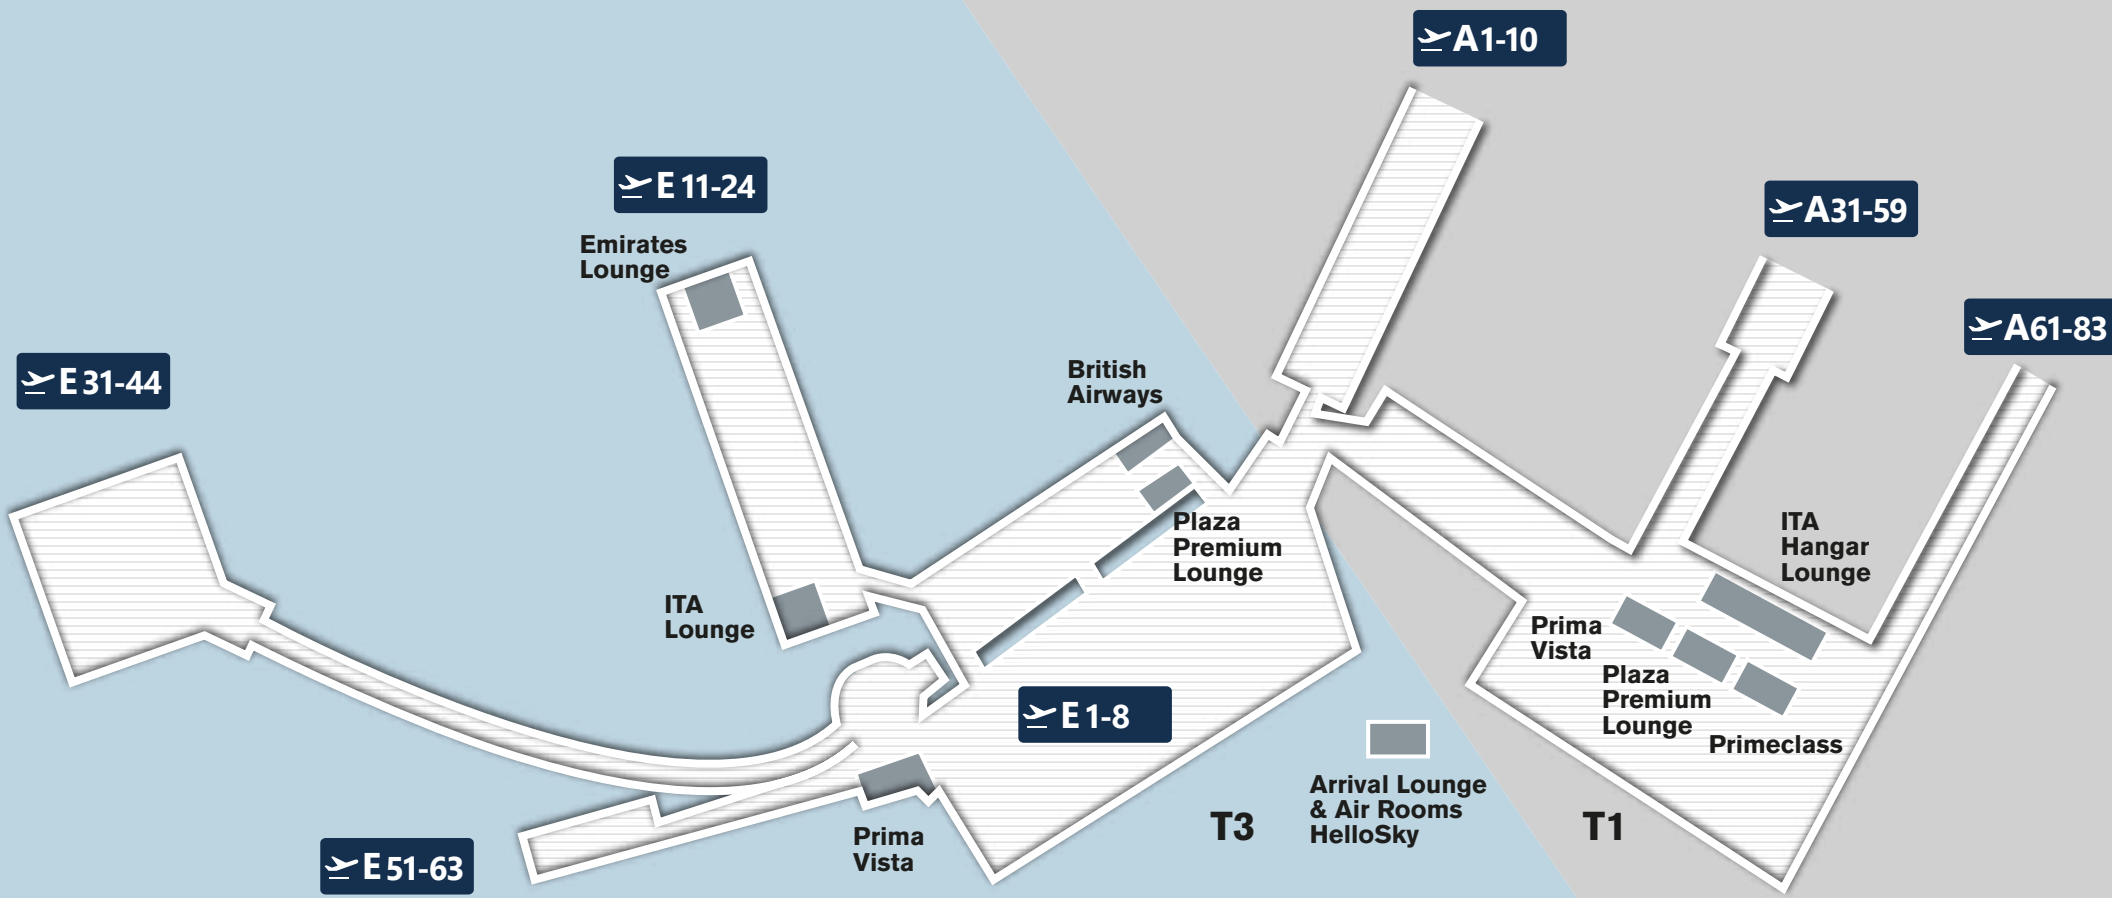 A1-10
E 11-24
A31-59
Emirates
Lounge
A61-83
E 31-44
British
Airways
Plaza
Premium
Lounge
ITA
Hangar
Lounge
ITA
Lounge
Prima
Vista
Plaza
Premium
Lounge
E 1-8
Primeclass
Arrival Lounge
& Air Rooms
HelloSky
T3
T1
Prima
Vista
E 51-63